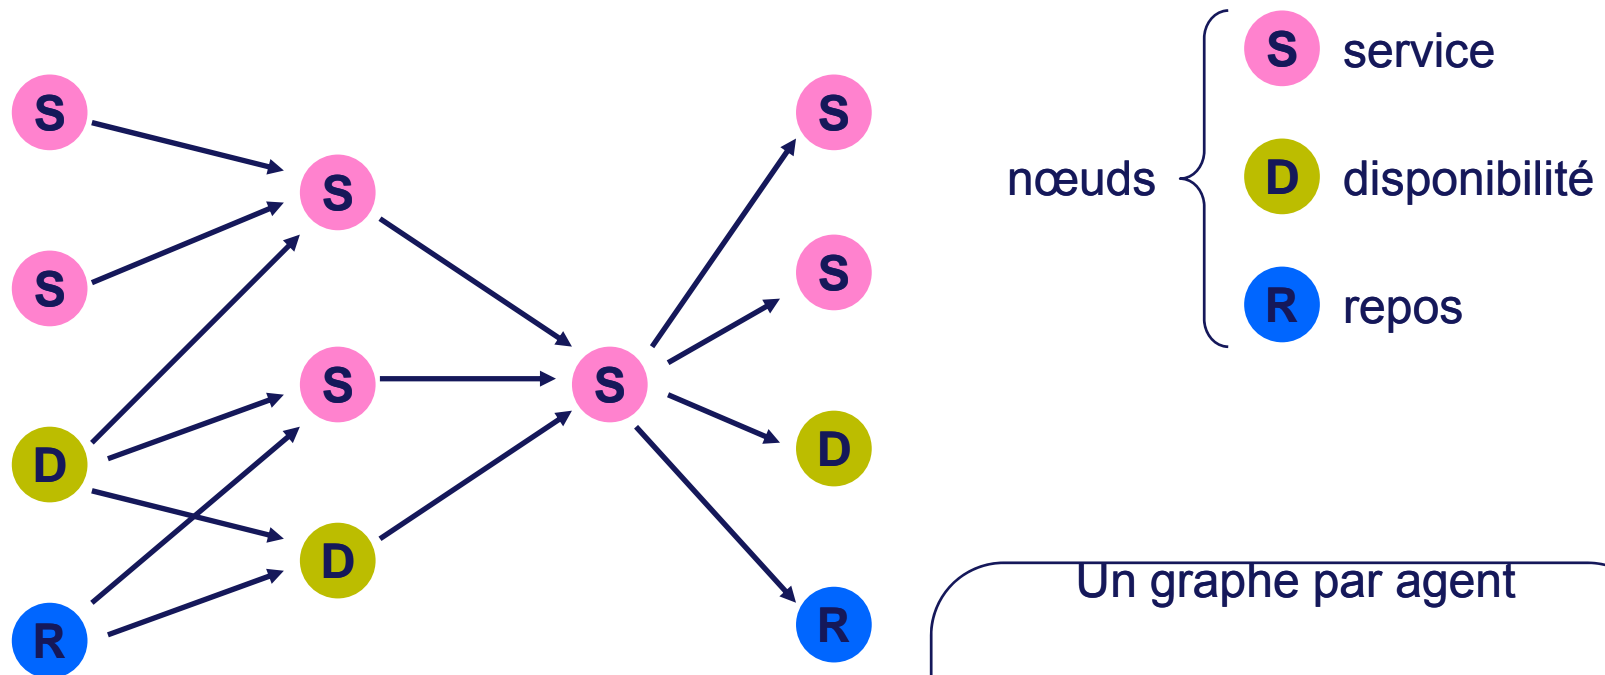 S
S
D
R
S
S
D
S
S
S
D
R
nœuds
S service
D disponibilité
R repos
Un graphe par agent